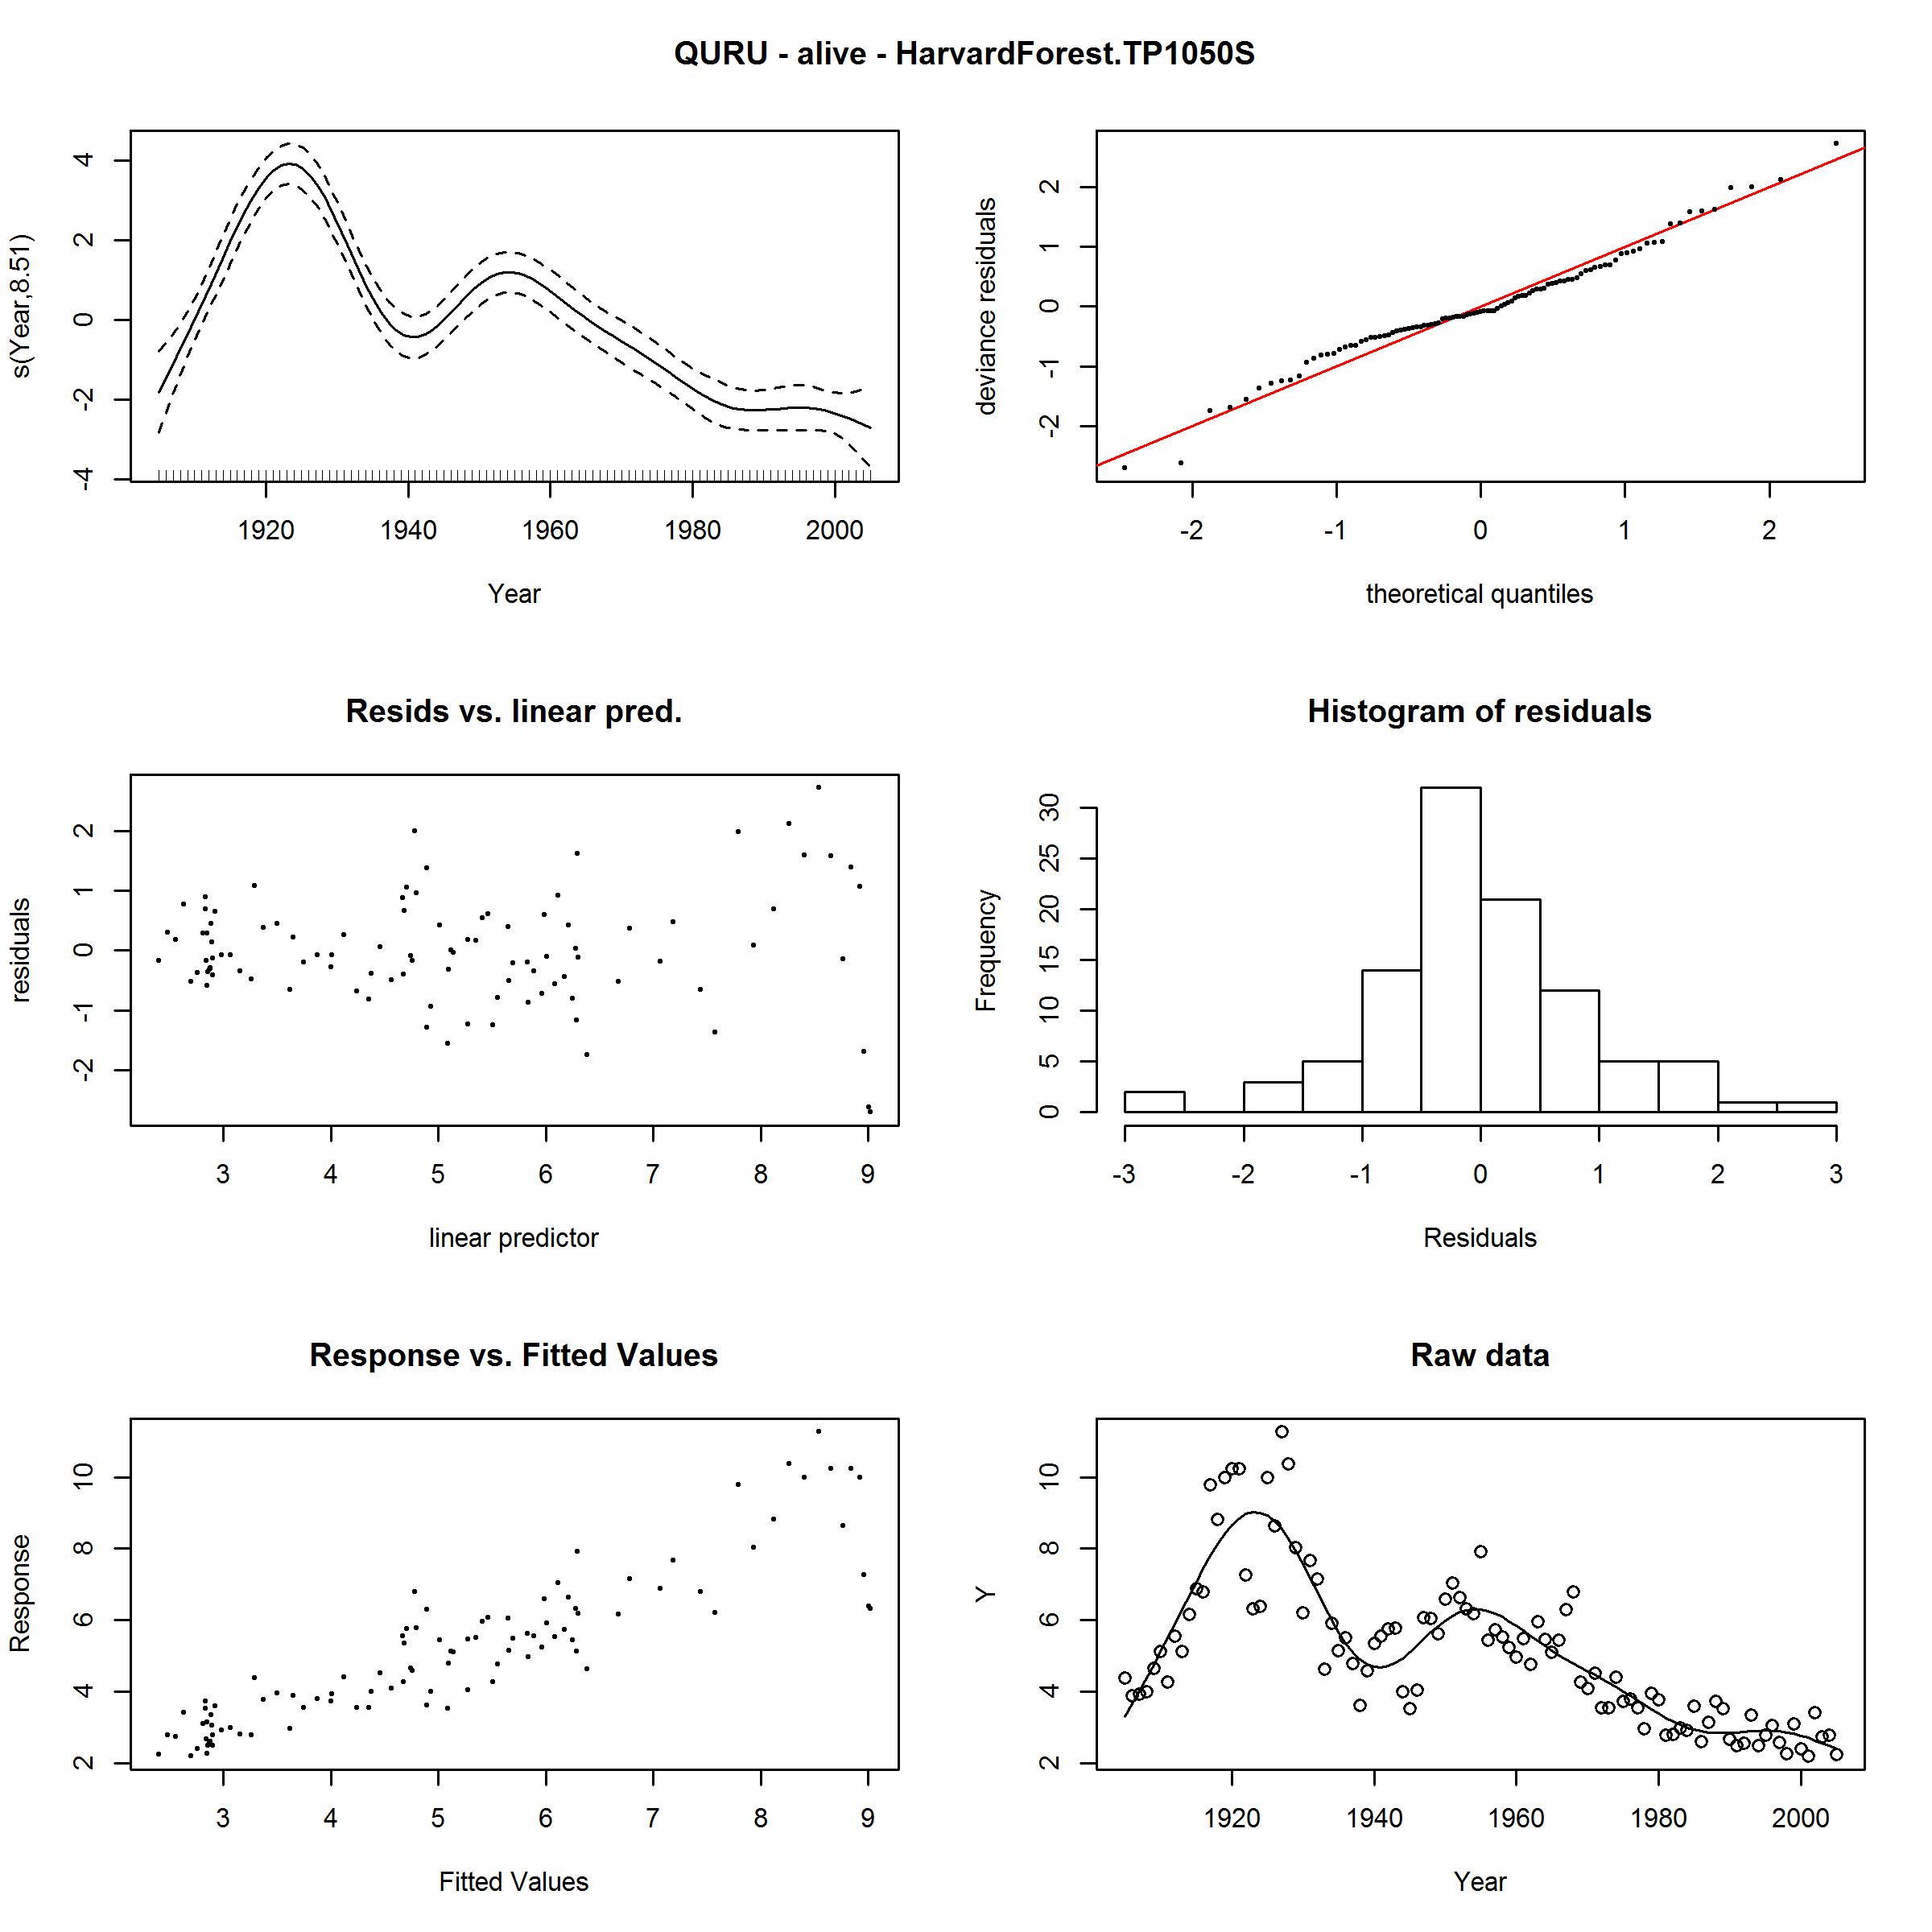 QURU - alive - HarvardForest.TP1050S
s(Year,8.51)
4
2
0
-2
-4
1920 1940 1960 1980 2000
Year
deviance residuals
2
1
0
-1
-2
-2 -1 0 1 2
theoretical quantiles
Resids vs. linear pred.
residuals
2
1
0
-1
-2
3 4 5 6 7 8 9
linear predictor
Histogram of residuals
Frequency
30
25
20
15
10
5
0
-3 -2 -1 0 1 2 3
Residuals
Response vs. Fitted Values
Response
10
8
6
4
2
3 4 5 6 7 8 9
Fitted Values
Raw data
Y
10
8
6
4
2
1920 1940 1960 1980 2000
Year